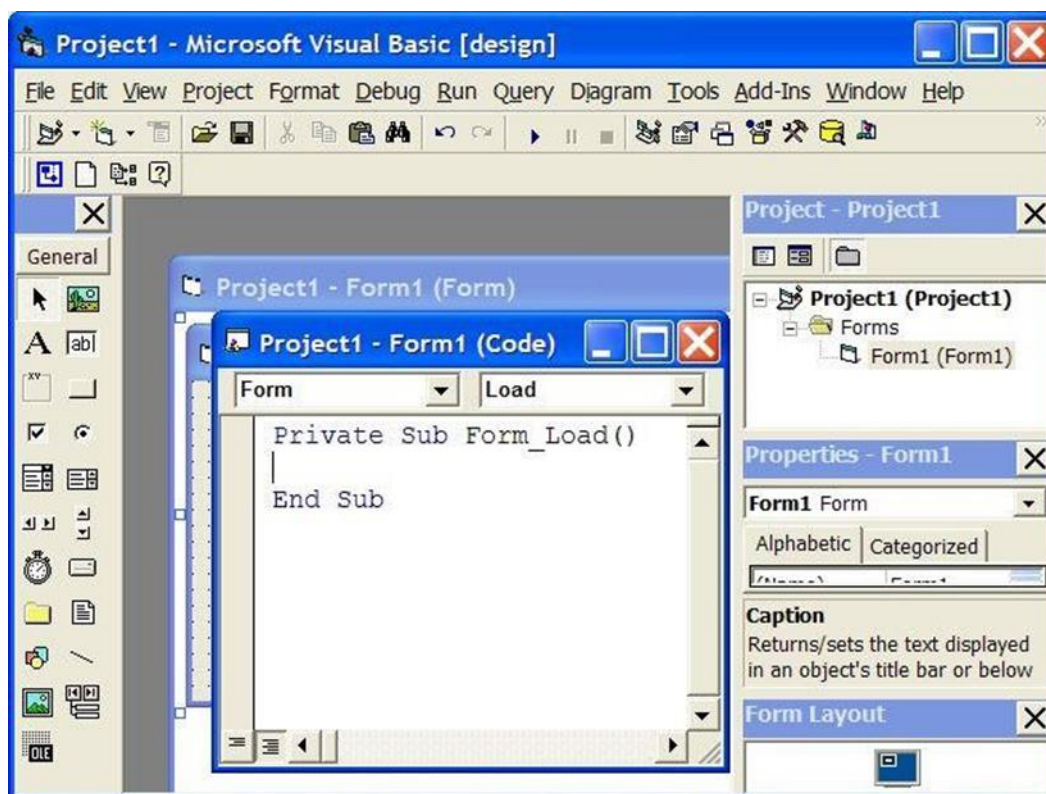 Project1 - Microsoft Visual Basic [design]
File Edit View Project Format Debug Run Query Diagram Tools Add-Ins Window Help
General
Project1 - Form1 (Form)
Project1 - Form1 (Code)
Form Load
Private Sub Form_Load()
End Sub
A ab
XY
OLE
Project - Project1
Project1 (Project1)
Forms
Form1 (Form1)
Properties - Form1
Form1 Form
Alphabetic Categorized
Caption
Returns/sets the text displayed
in an object's title bar or below
Form Layout